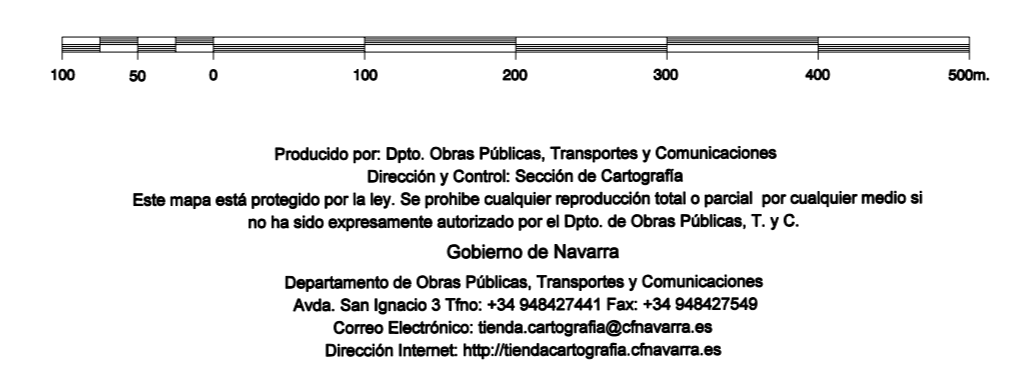 100 50 0 100 200 300 400 500m.
Producido por: Dpto. Obras Públicas, Transportes y Comunicaciones
Dirección y Control: Sección de Cartografía
Este mapa está protegido por la ley. Se prohibe cualquier reproducción total o parcial por cualquier medio si
no ha sido expresamente autorizado por el Dpto. de Obras Públicas, T. y C.
Gobierno de Navarra
Departamento de Obras Públicas, Transportes y Comunicaciones
Avda. San Ignacio 3 Tfno: +34 948427441 Fax: +34 948427549
Correo Electrónico: tienda.cartografia@cfnavarra.es
Dirección Internet: http://tiendacartografia.cfnavarra.es